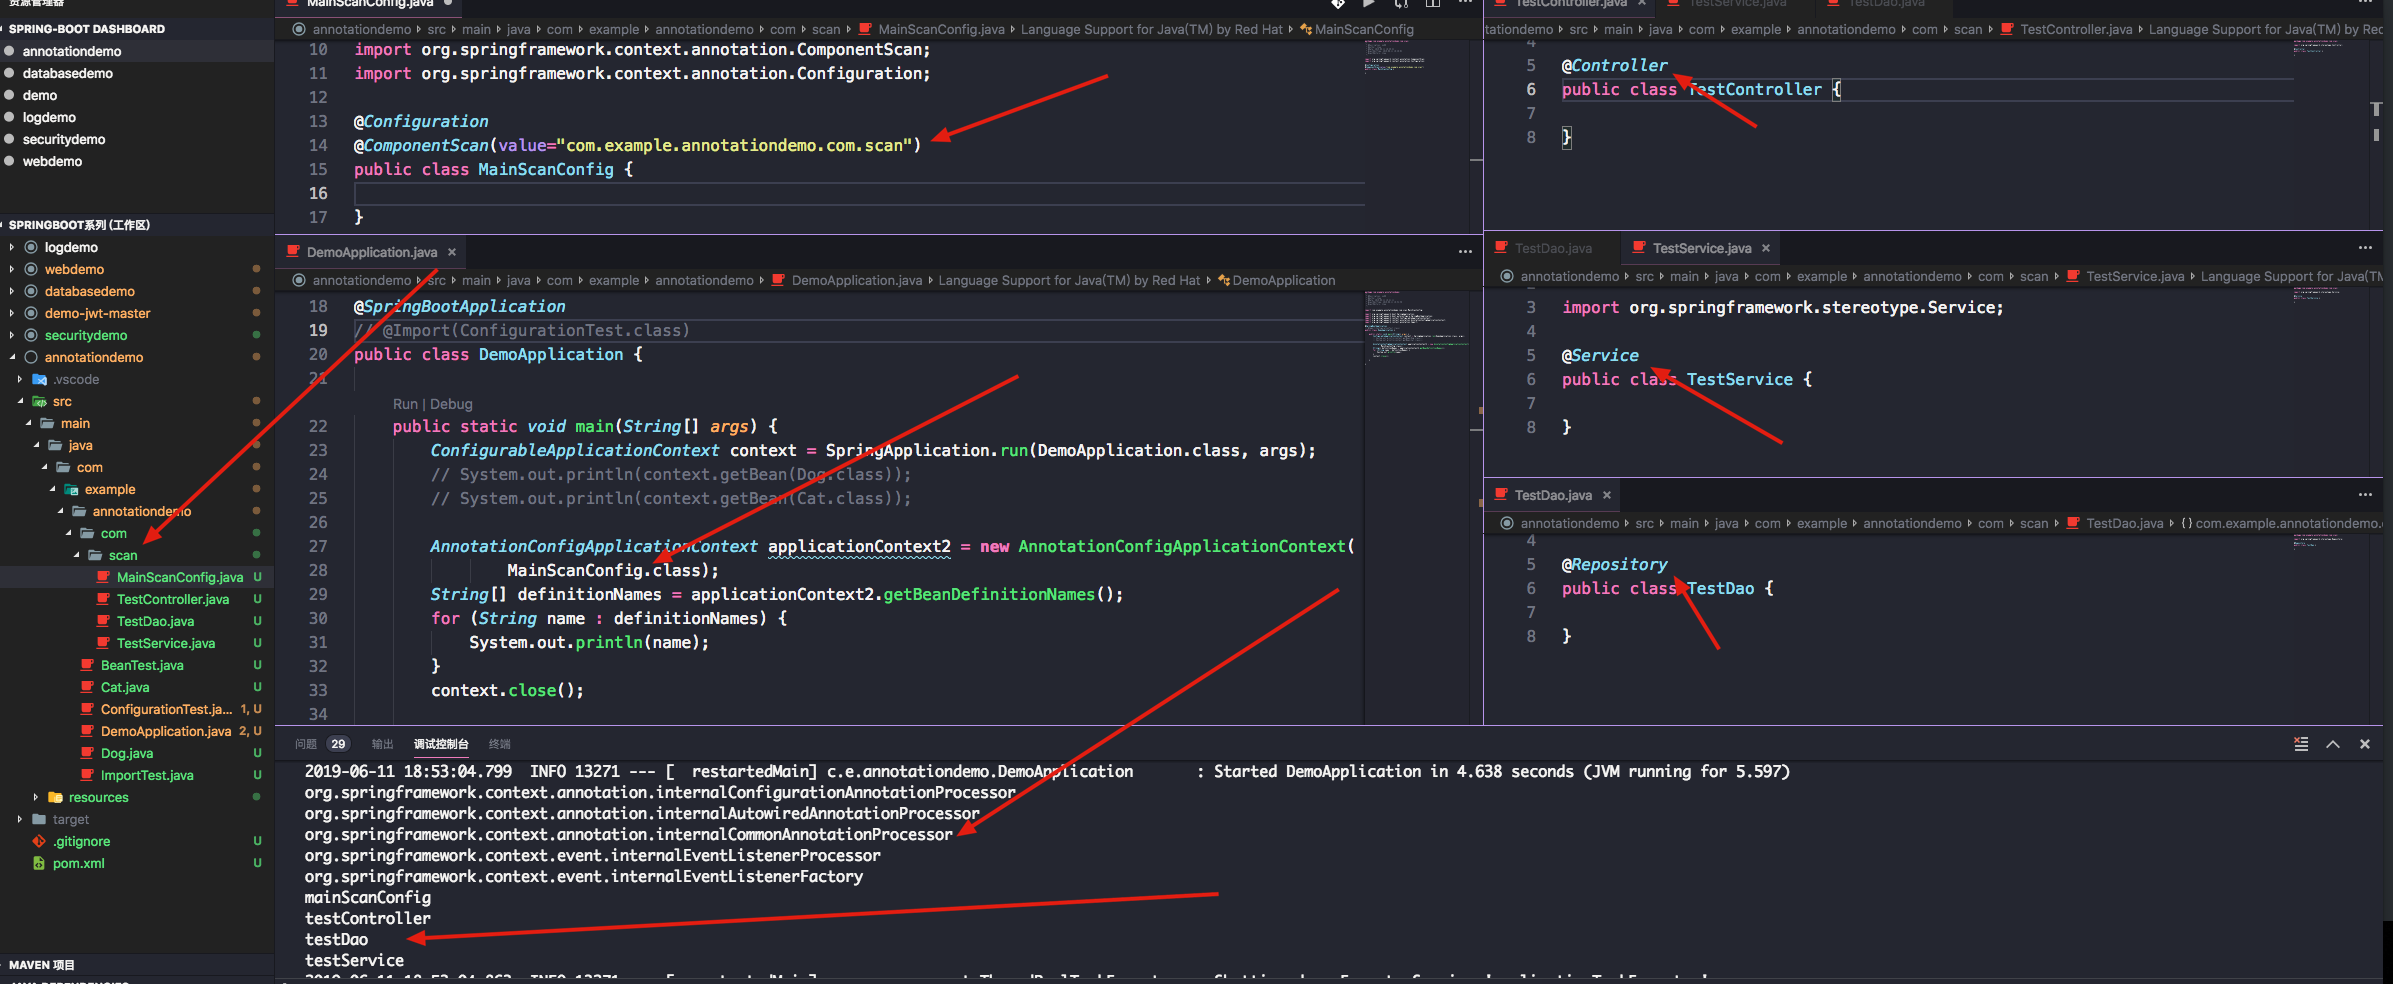 资源管理器
SPRING-BOOT DASHBOARD
annotationdemo
databasedemo
demo
logdemo
securitydemo
webdemo
SPRINGBOOT系列 (工作区)
logdemo
webdemo
databasedemo
demo-jwt-master
securitydemo
annotationdemo
.vscode
src
main
java
com
example
annotationdemo
com
scan
MainScanConfig.java U
TestController.java U
TestDao.java U
TestService.java U
BeanTest.java U
Cat.java U
ConfigurationTest.ja... 1, U
DemoApplication.java 2, U
Dog.java U
ImportTest.java U
resources
target
.gitignore U
pom.xml U
MAVEN 项目
JAVA DEPENDENCIES
MainScanConfig.java
annotationdemo src main java com example annotationdemo com scan MainScanConfig.java Language Support for Java(TM) by Red Hat MainScanConfig
10 import org.springframework.context.annotation.ComponentScan;
11 import org.springframework.context.annotation.Configuration;
12
13 @Configuration
14 @ComponentScan(value="com.example.annotationdemo.com.scan")
15 public class MainScanConfig {
16
17 }
DemoApplication.java
annotationdemo src main java com example annotationdemo DemoApplication.java Language Support for Java(TM) by Red Hat DemoApplication
18 @SpringBootApplication
19 // @Import(ConfigurationTest.class)
20 public class DemoApplication {
21
Run | Debug
22 public static void main(String[] args) {
23 ConfigurableApplicationContext context = SpringApplication.run(DemoApplication.class, args);
24 // System.out.println(context.getBean(Dog.class));
25 // System.out.println(context.getBean(Cat.class));
26
27 AnnotationConfigApplicationContext applicationContext2 = new AnnotationConfigApplicationContext(
28 MainScanConfig.class);
29 String[] definitionNames = applicationContext2.getBeanDefinitionNames();
30 for (String name : definitionNames) {
31 System.out.println(name);
32 }
33 context.close();
34
TestController.java TestService.java TestDao.java
tationdemo src main java com example annotationdemo com scan TestController.java Language Support for Java(TM) by Rec
4
5 @Controller
6 public class TestController {
7
8 }
TestDao.java TestService.java
annotationdemo src main java com example annotationdemo com scan TestService.java Language Support for Java(TM
3 import org.springframework.stereotype.Service;
4
5 @Service
6 public class TestService {
7
8 }
TestDao.java
annotationdemo src main java com example annotationdemo com scan TestDao.java {} com.example.annotationdemo.
4
5 @Repository
6 public class TestDao {
7
8 }
问题 29 输出 调试控制台 终端
2019-06-11 18:53:04.799 INFO 13271 --- [ restartedMain] c.e.annotationdemo.DemoApplication : Started DemoApplication in 4.638 seconds (JVM running for 5.597)
org.springframework.context.annotation.internalConfigurationAnnotationProcessor
org.springframework.context.annotation.internalAutowiredAnnotationProcessor
org.springframework.context.annotation.internalCommonAnnotationProcessor
org.springframework.context.event.internalEventListenerProcessor
org.springframework.context.event.internalEventListenerFactory
mainScanConfig
testController
testDao
testService